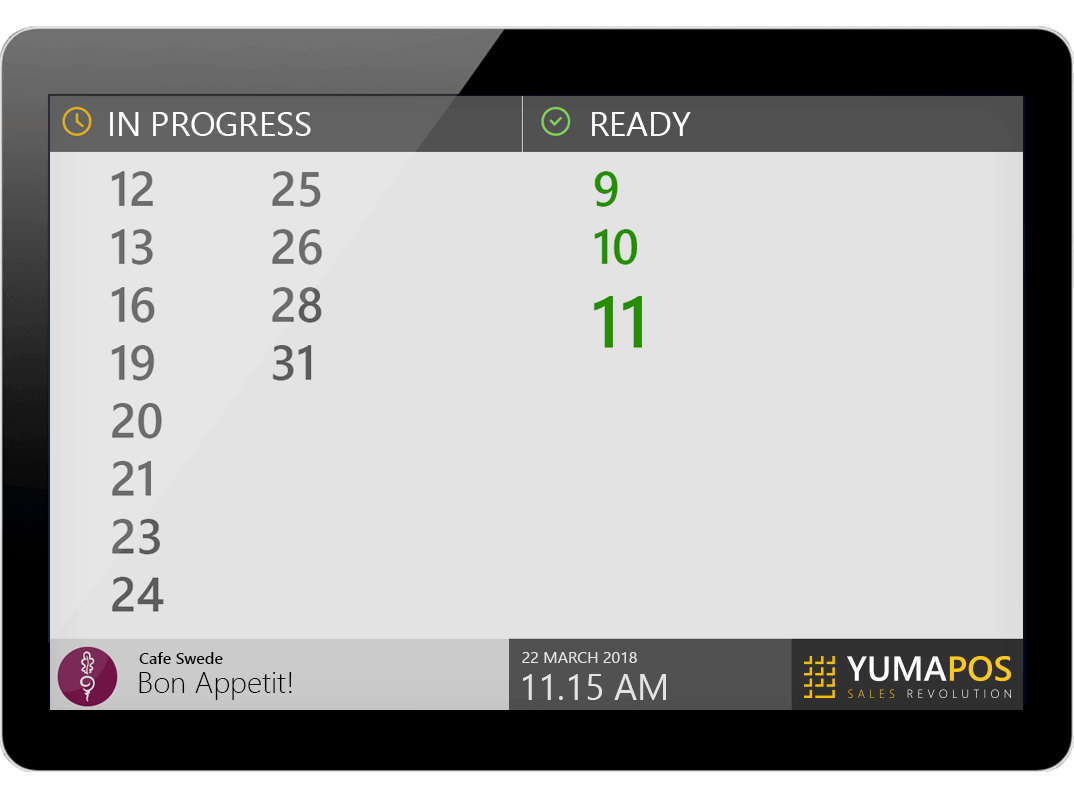 IN PROGRESS
READY
12
13
16
19
20
21
23
24
25
26
28
31
9
10
11
Cafe Swede
Bon Appetit!
22 MARCH 2018
11.15 AM
YUMAPOS
SALES REVOLUTION